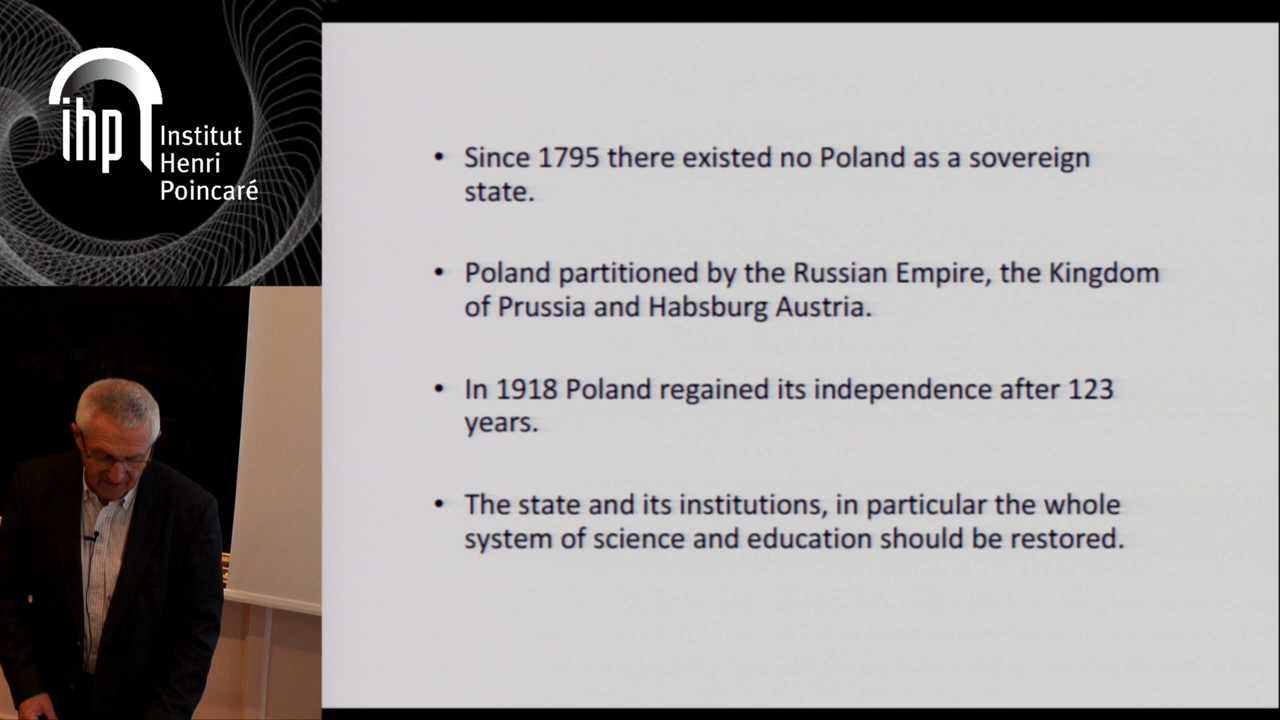 ihp
Institut
Henri
Poincaré
• Since 1795 there existed no Poland as a sovereign
state.
• Poland partitioned by the Russian Empire, the Kingdom
of Prussia and Habsburg Austria.
• In 1918 Poland regained its independence after 123
years.
• The state and its institutions, in particular the whole
system of science and education should be restored.